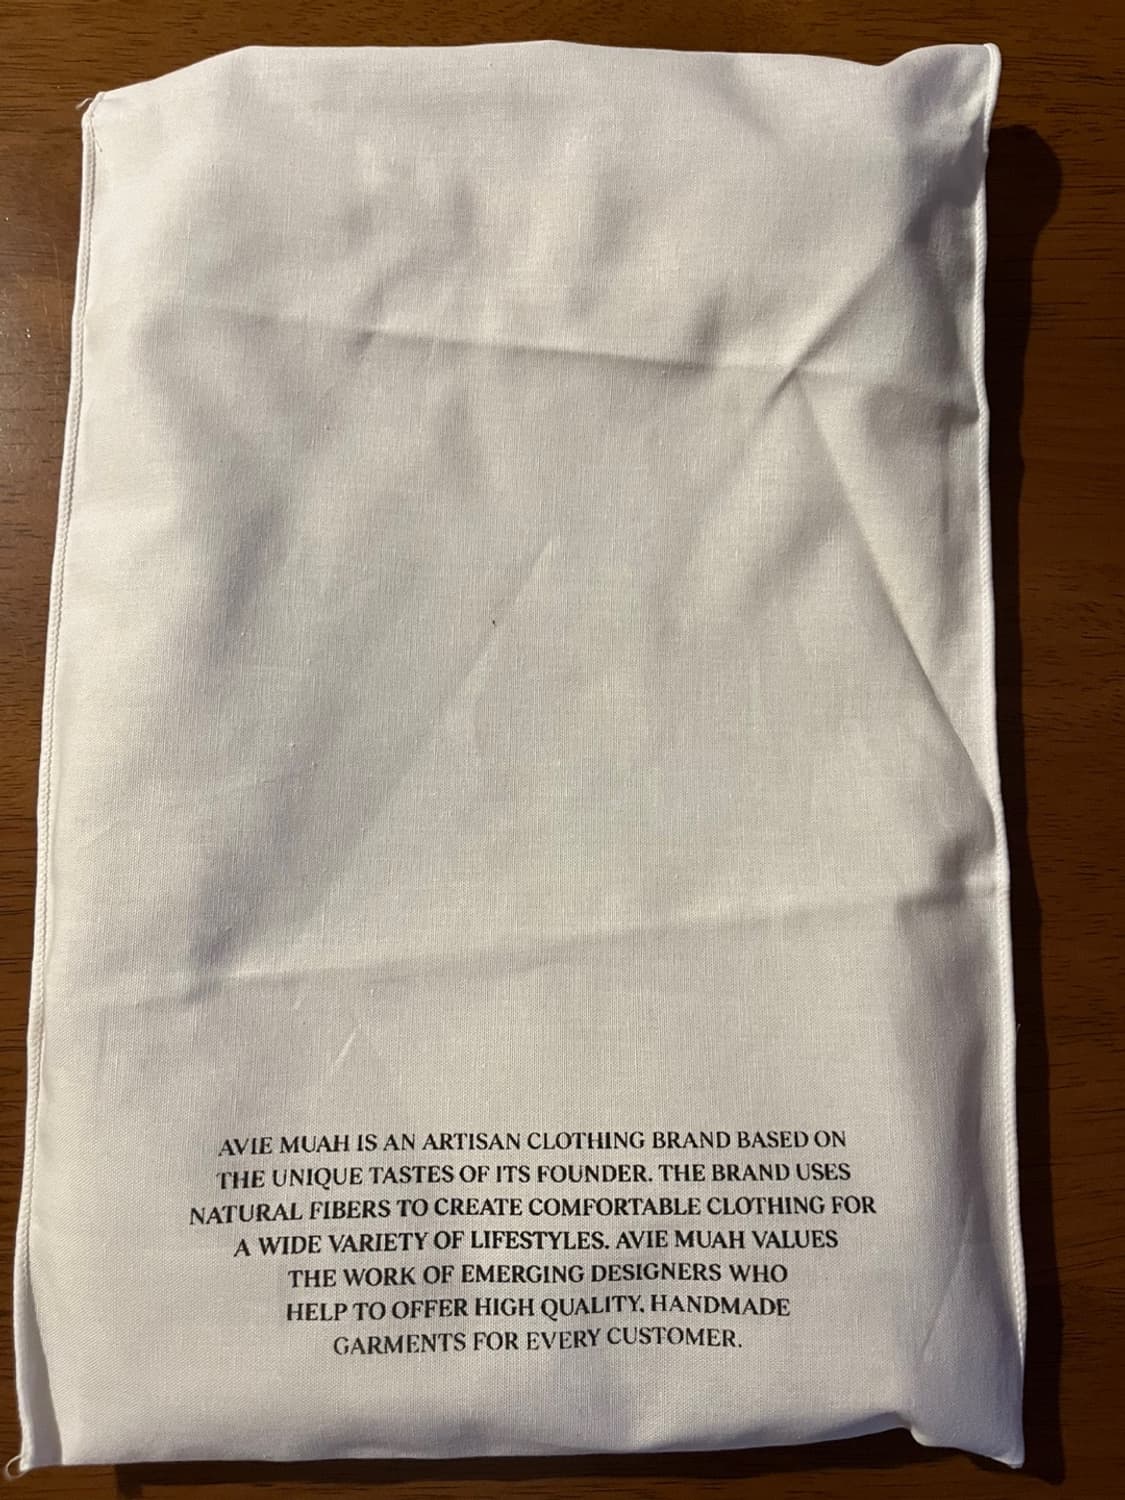 AVIE MUAH IS AN ARTISAN CLOTHING BRAND BASED ON
THE UNIQUE TASTES OF ITS FOUNDER. THE BRAND USES
NATURAL FIBERS TO CREATE COMFORTABLE CLOTHING FOR
A WIDE VARIETY OF LIFESTYLES. AVIE MUAH VALUES
THE WORK OF EMERGING DESIGNERS WHO
HELP TO OFFER HIGH QUALITY, HANDMADE
GARMENTS FOR EVERY CUSTOMER.